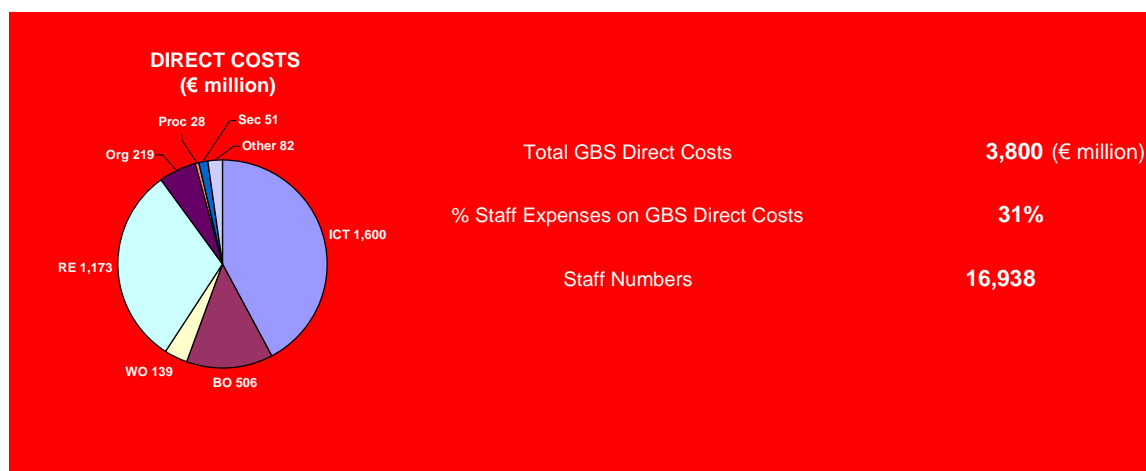 DIRECT COSTS
(€ million)
Proc 28
Sec 51
Other 82
Org 219
ICT 1,600
RE 1,173
WO 139
BO 506
Total GBS Direct Costs 3,800 (€ million)
% Staff Expenses on GBS Direct Costs 31%
Staff Numbers 16,938